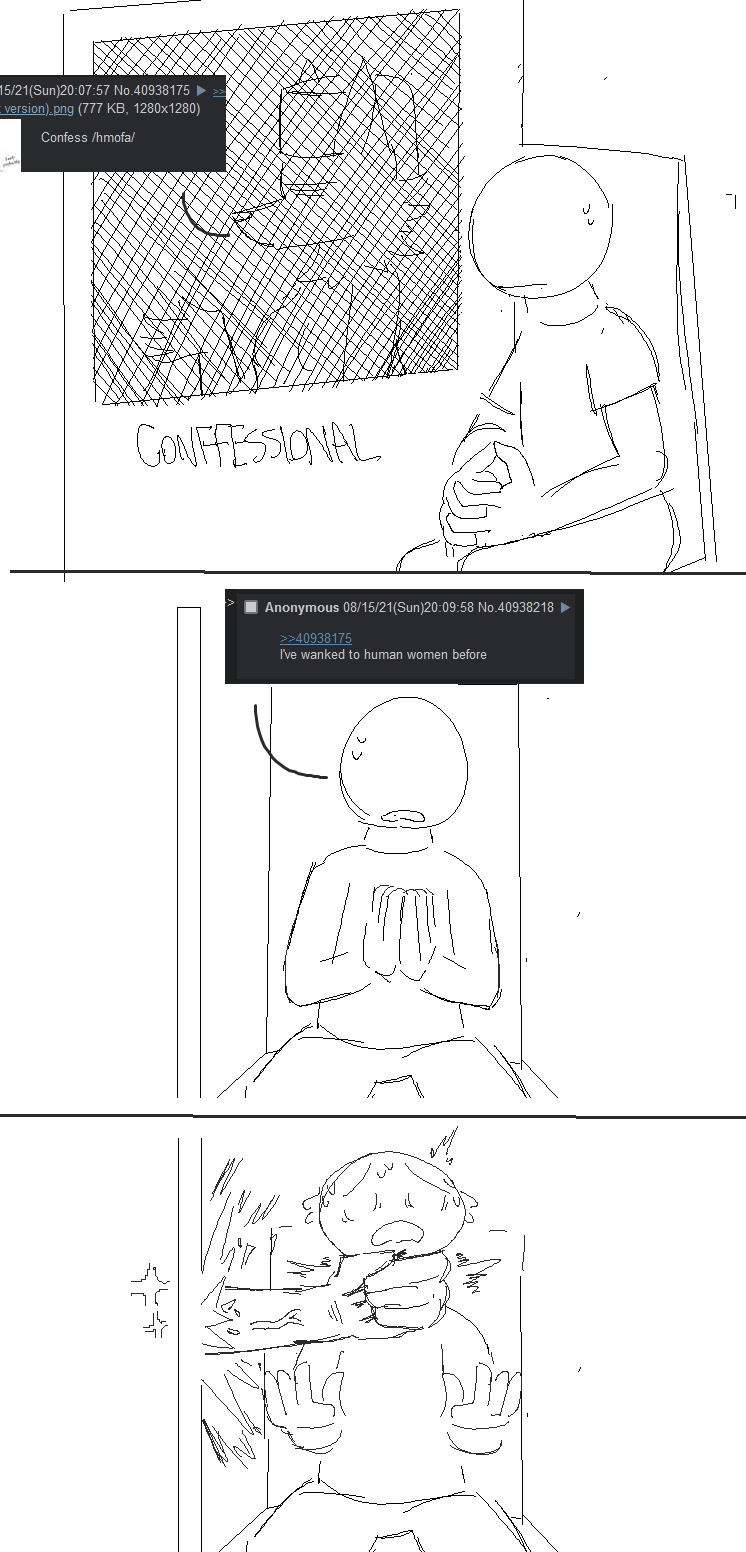 15/21(Sun)20:07:57 No.40938175 ▶ >>
version).png (777 KB, 1280x1280)
Confess /hmofa/
CONFFESSIONAL
> Anonymous 08/15/21(Sun)20:09:58 No.40938218 ▶
>>40938175
I've wanked to human women before